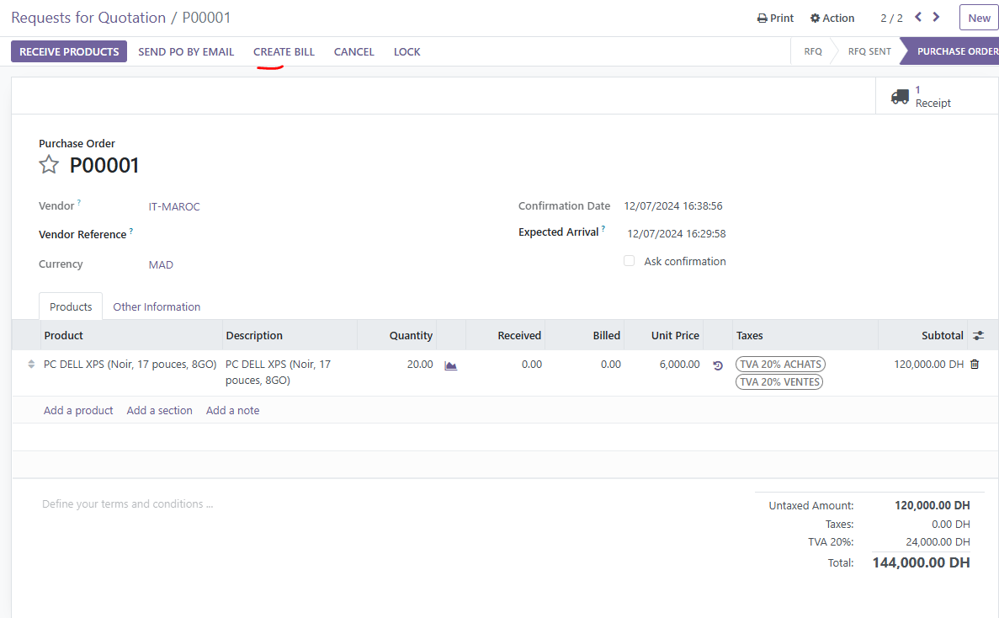 Requests for Quotation / P00001
Print Action 2 / 2 New
RECEIVE PRODUCTS SEND PO BY EMAIL CREATE BILL CANCEL LOCK
RFQ RFQ SENT PURCHASE ORDER
1
Receipt
Purchase Order
P00001
Vendor ? IT-MAROC
Confirmation Date 12/07/2024 16:38:56
Vendor Reference ?
Expected Arrival ? 12/07/2024 16:29:58
Currency MAD
Ask confirmation
Products Other Information
Product Description Quantity Received Billed Unit Price Taxes Subtotal
PC DELL XPS (Noir, 17 pouces, 8GO) PC DELL XPS (Noir, 17 20.00 0.00 0.00 6,000.00 TVA 20% ACHATS 120,000.00 DH
pouces, 8GO) TVA 20% VENTES
Add a product Add a section Add a note
Define your terms and conditions ...
Untaxed Amount: 120,000.00 DH
Taxes: 0.00 DH
TVA 20%: 24,000.00 DH
Total: 144,000.00 DH